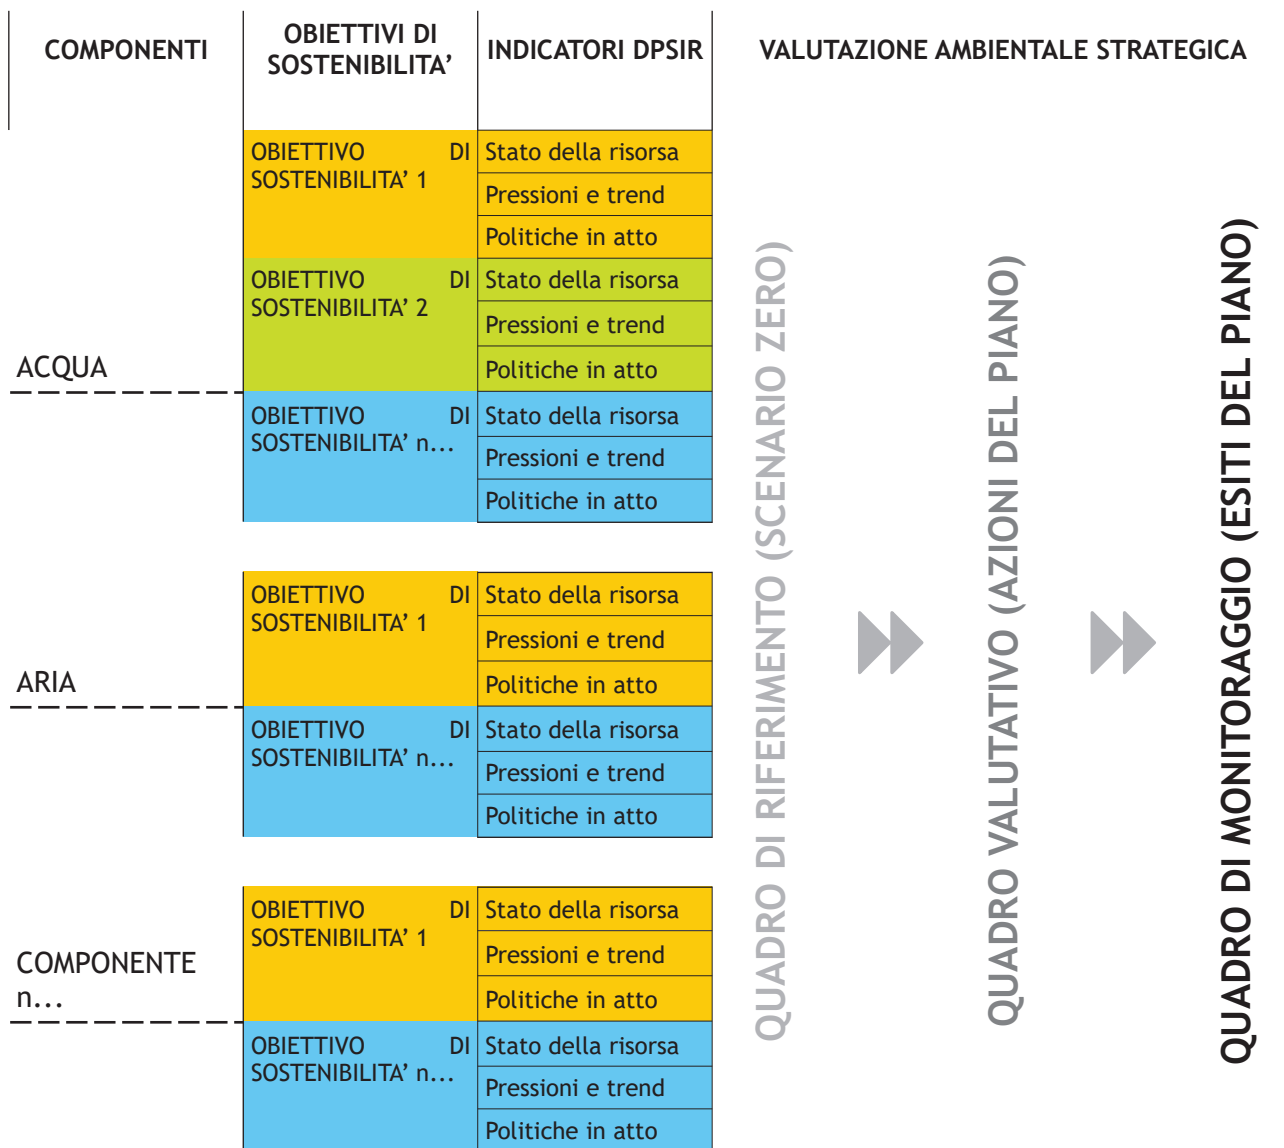 COMPONENTI
OBIETTIVI DI
SOSTENIBILITA’
INDICATORI DPSIR
VALUTAZIONE AMBIENTALE STRATEGICA
ACQUA
OBIETTIVO DI
SOSTENIBILITA’ 1
Stato della risorsa
Pressioni e trend
Politiche in atto
OBIETTIVO DI
SOSTENIBILITA’ 2
Stato della risorsa
Pressioni e trend
Politiche in atto
OBIETTIVO DI
SOSTENIBILITA’ n...
Stato della risorsa
Pressioni e trend
Politiche in atto
ARIA
OBIETTIVO DI
SOSTENIBILITA’ 1
Stato della risorsa
Pressioni e trend
Politiche in atto
OBIETTIVO DI
SOSTENIBILITA’ n...
Stato della risorsa
Pressioni e trend
Politiche in atto
COMPONENTE
n...
OBIETTIVO DI
SOSTENIBILITA’ 1
Stato della risorsa
Pressioni e trend
Politiche in atto
OBIETTIVO DI
SOSTENIBILITA’ n...
Stato della risorsa
Pressioni e trend
Politiche in atto
QUADRO DI RIFERIMENTO (SCENARIO ZERO)
QUADRO VALUTATIVO (AZIONI DEL PIANO)
QUADRO DI MONITORAGGIO (ESITI DEL PIANO)